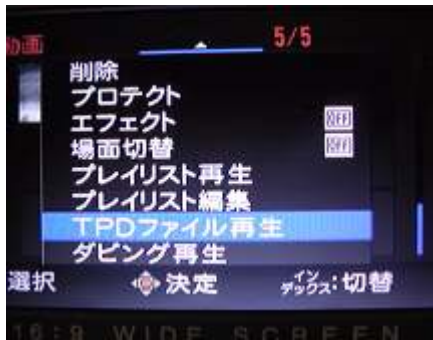 動画
5/5
削除
プロテクト
エフェクト OFF
場面切替 OFF
プレイリスト再生
プレイリスト編集
TPDファイル再生
ダビング再生
選択 決定 インデックス:切替
16:9 WIDE SCREEN